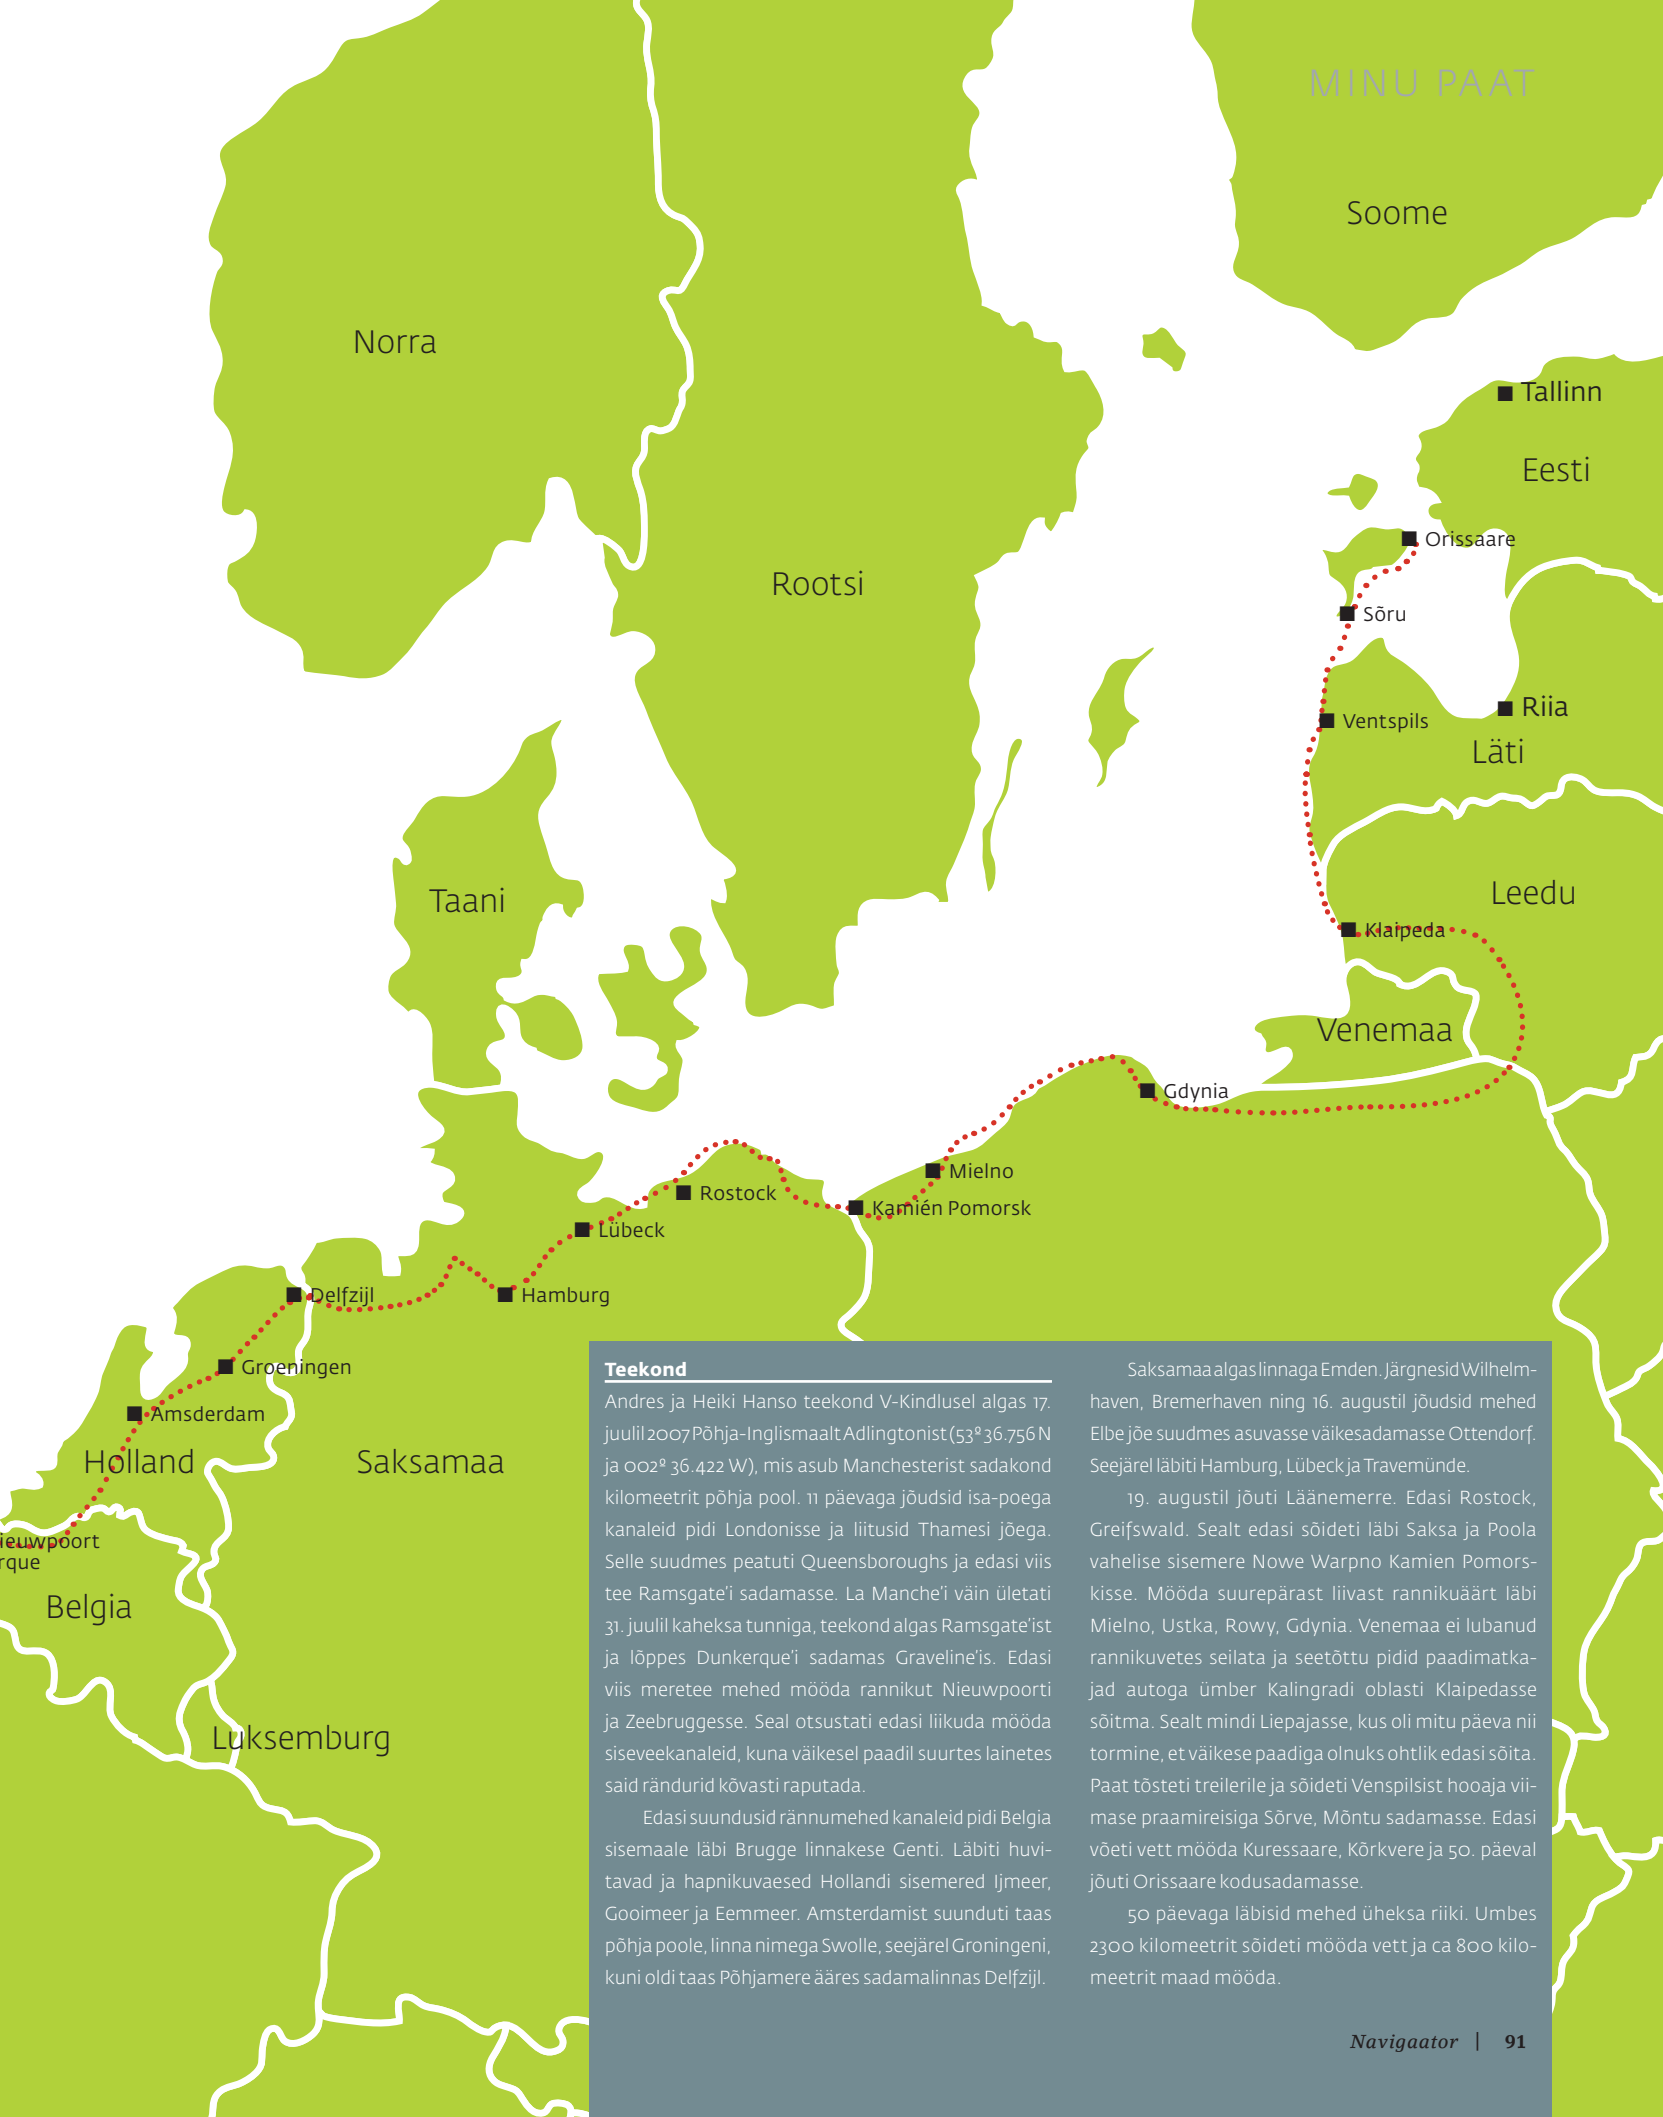 MINU PAAT
Soome
Norra
Tallinn
Eesti
Orissaare
Rootsi
Sõru
Riia
Ventspils
Läti
Leedu
Taani
Klaipeda
Venemaa
Gdynia
Mielno
Rostock
Kamién Pomorsk
Lübeck
Delfzijl
Hamburg
Groeningen
Amsderdam
Holland
Saksamaa
ieuwpoort
rque
Belgia
Luksemburg
Teekond
Andres ja Heiki Hanso teekond V-Kindlusel algas 17.
juulil 2007 Põhja-Inglismaalt Adlingtonist (53º 36.756 N
ja 002º 36.422 W), mis asub Manchesterist sadakond
kilomeetrit põhja pool. 11 päevaga jõudsid isa-poega
kanaleid pidi Londonisse ja liitusid Thamesi jõega.
Selle suudmes peatuti Queensboroughs ja edasi viis
tee Ramsgate’i sadamasse. La Manche’i väin ületati
31. juulil kaheksa tunniga, teekond algas Ramsgate’ist
ja lõppes Dunkerque’i sadamas Graveline’is. Edasi
viis meretee mehed mööda rannikut Nieuwpoorti
ja Zeebruggesse. Seal otsustati edasi liikuda mööda
siseveekanaleid, kuna väikesel paadil suurtes lainetes
said rändurid kõvasti raputada.
Edasi suundusid rännumehed kanaleid pidi Belgia
sisemaale läbi Brugge linnakese Genti. Läbiti huvi-
tavad ja hapnikuvaesed Hollandi sisemered Ijmeer,
Gooimeer ja Eemmeer. Amsterdamist suunduti taas
põhja poole, linna nimega Swolle, seejärel Groningeni,
kuni oldi taas Põhjamere ääres sadamalinnas Delfzijl.
Saksamaa algas linnaga Emden. Järgnesid Wilhelm-
haven, Bremerhaven ning 16. augustil jõudsid mehed
Elbe jõe suudmes asuvasse väikesadamasse Ottendorf.
Seejärel läbiti Hamburg, Lübeck ja Travemünde.
19. augustil jõuti Läänemerre. Edasi Rostock,
Greifswald. Sealt edasi sõideti läbi Saksa ja Poola
vahelise sisemere Nowe Warpno Kamien Pomors-
kisse. Mööda suurepärast liivast rannikuäärt läbi
Mielno, Ustka, Rowy, Gdynia. Venemaa ei lubanud
rannikuvetes seilata ja seetõttu pidid paadimatka-
jad autoga ümber Kalingradi oblasti Klaipedasse
sõitma. Sealt mindi Liepajasse, kus oli mitu päeva nii
tormine, et väikese paadiga olnuks ohtlik edasi sõita.
Paat tõsteti treilerile ja sõideti Venspilsist hooaja vii-
mase praamireisiga Sõrve, Mõntu sadamasse. Edasi
võeti vett mööda Kuressaare, Kõrkvere ja 50. päeval
jõuti Orissaare kodusadamasse.
50 päevaga läbisid mehed üheksa riiki. Umbes
2300 kilomeetrit sõideti mööda vett ja ca 800 kilo-
meetrit maad mööda.
Navigaator | 91